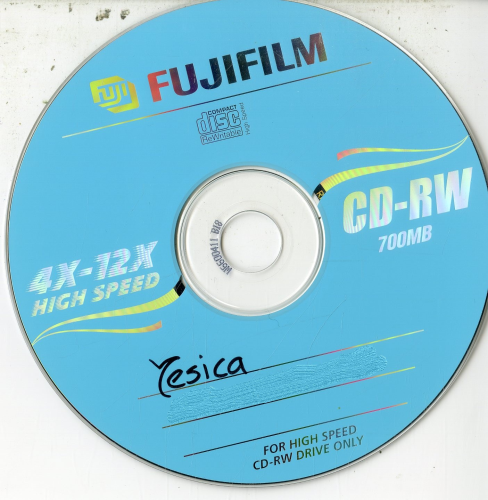 FUJI FUJIFILM
COMPACT
disc
ReWritable
High Speed
CD-RW
700MB
4X-12X
HIGH SPEED
Yesica
FOR HIGH SPEED
CD-RW DRIVE ONLY